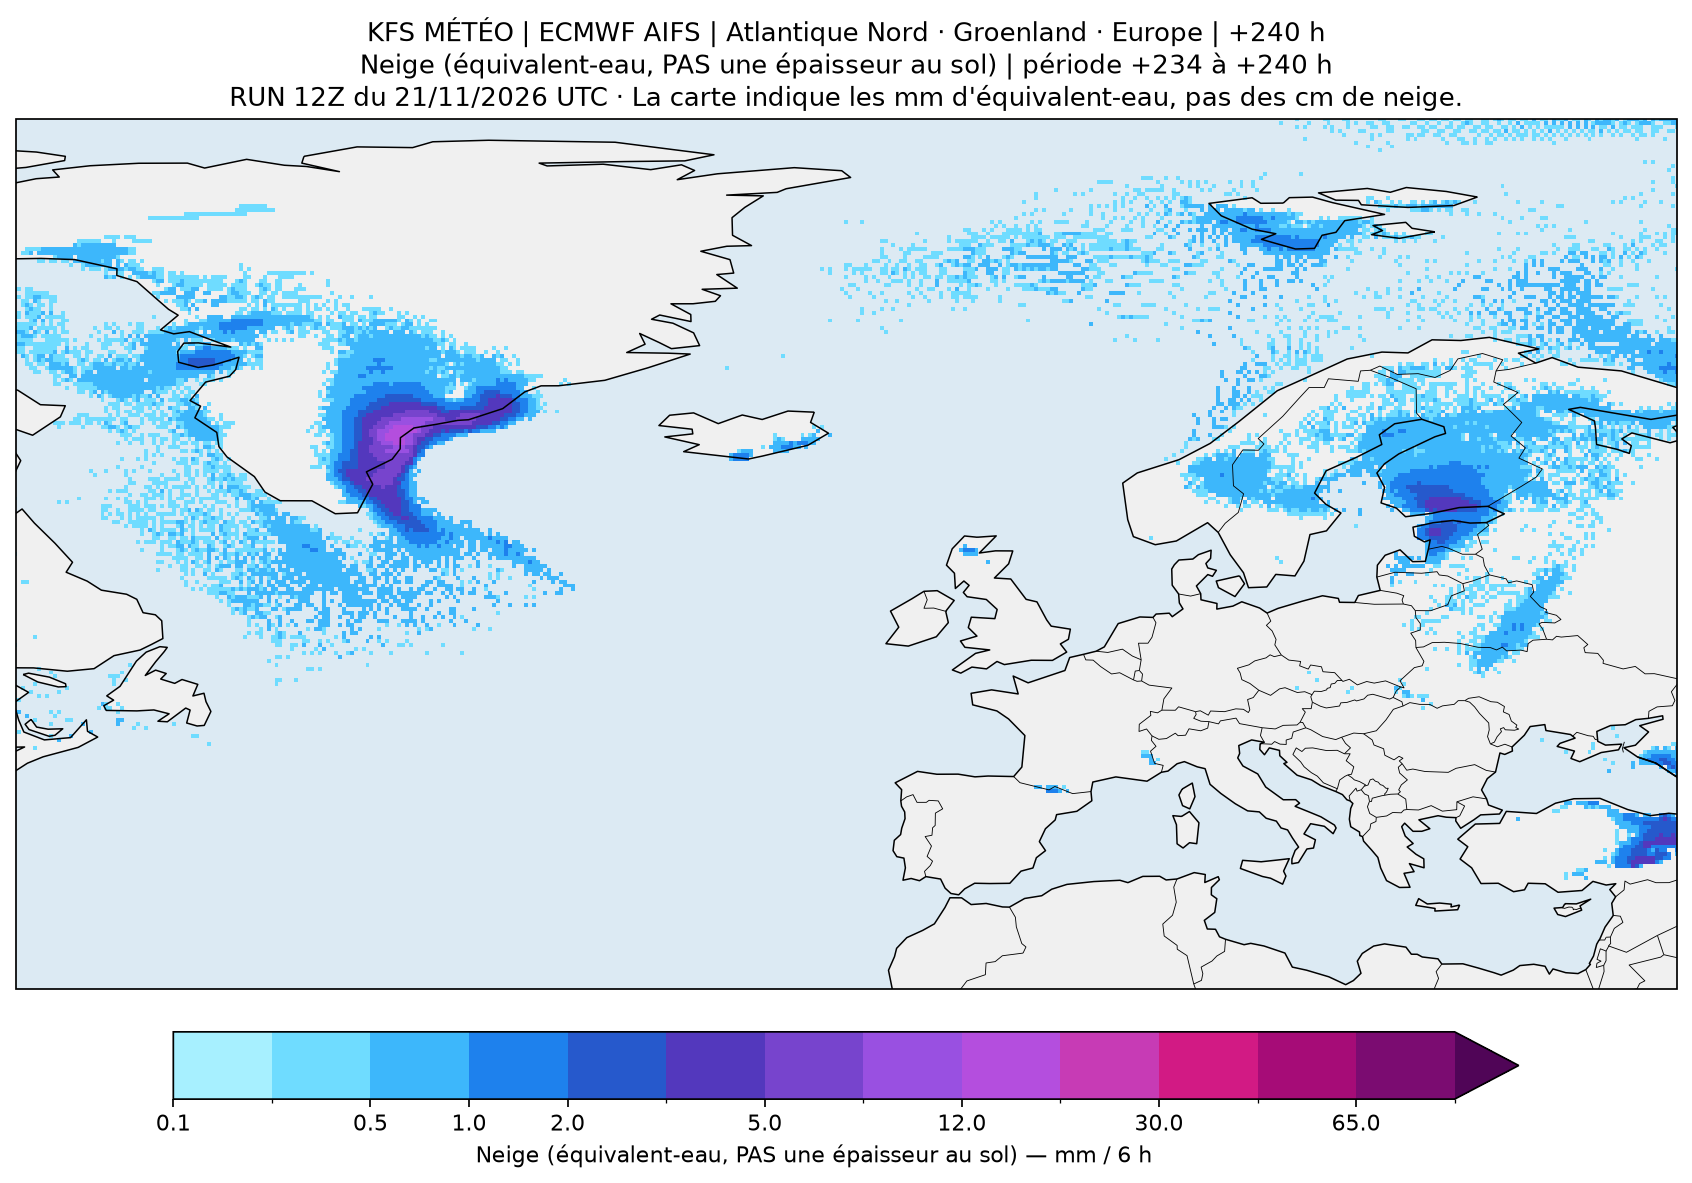 KFS MÉTÉO | ECMWF AIFS | Atlantique Nord · Groenland · Europe | +240 h
Neige (équivalent-eau, PAS une épaisseur au sol) | période +234 à +240 h
RUN 12Z du 21/11/2026 UTC · La carte indique les mm d'équivalent-eau, pas des cm de neige.
0.1 0.5 1.0 2.0 5.0 12.0 30.0 65.0
Neige (équivalent-eau, PAS une épaisseur au sol) — mm / 6 h